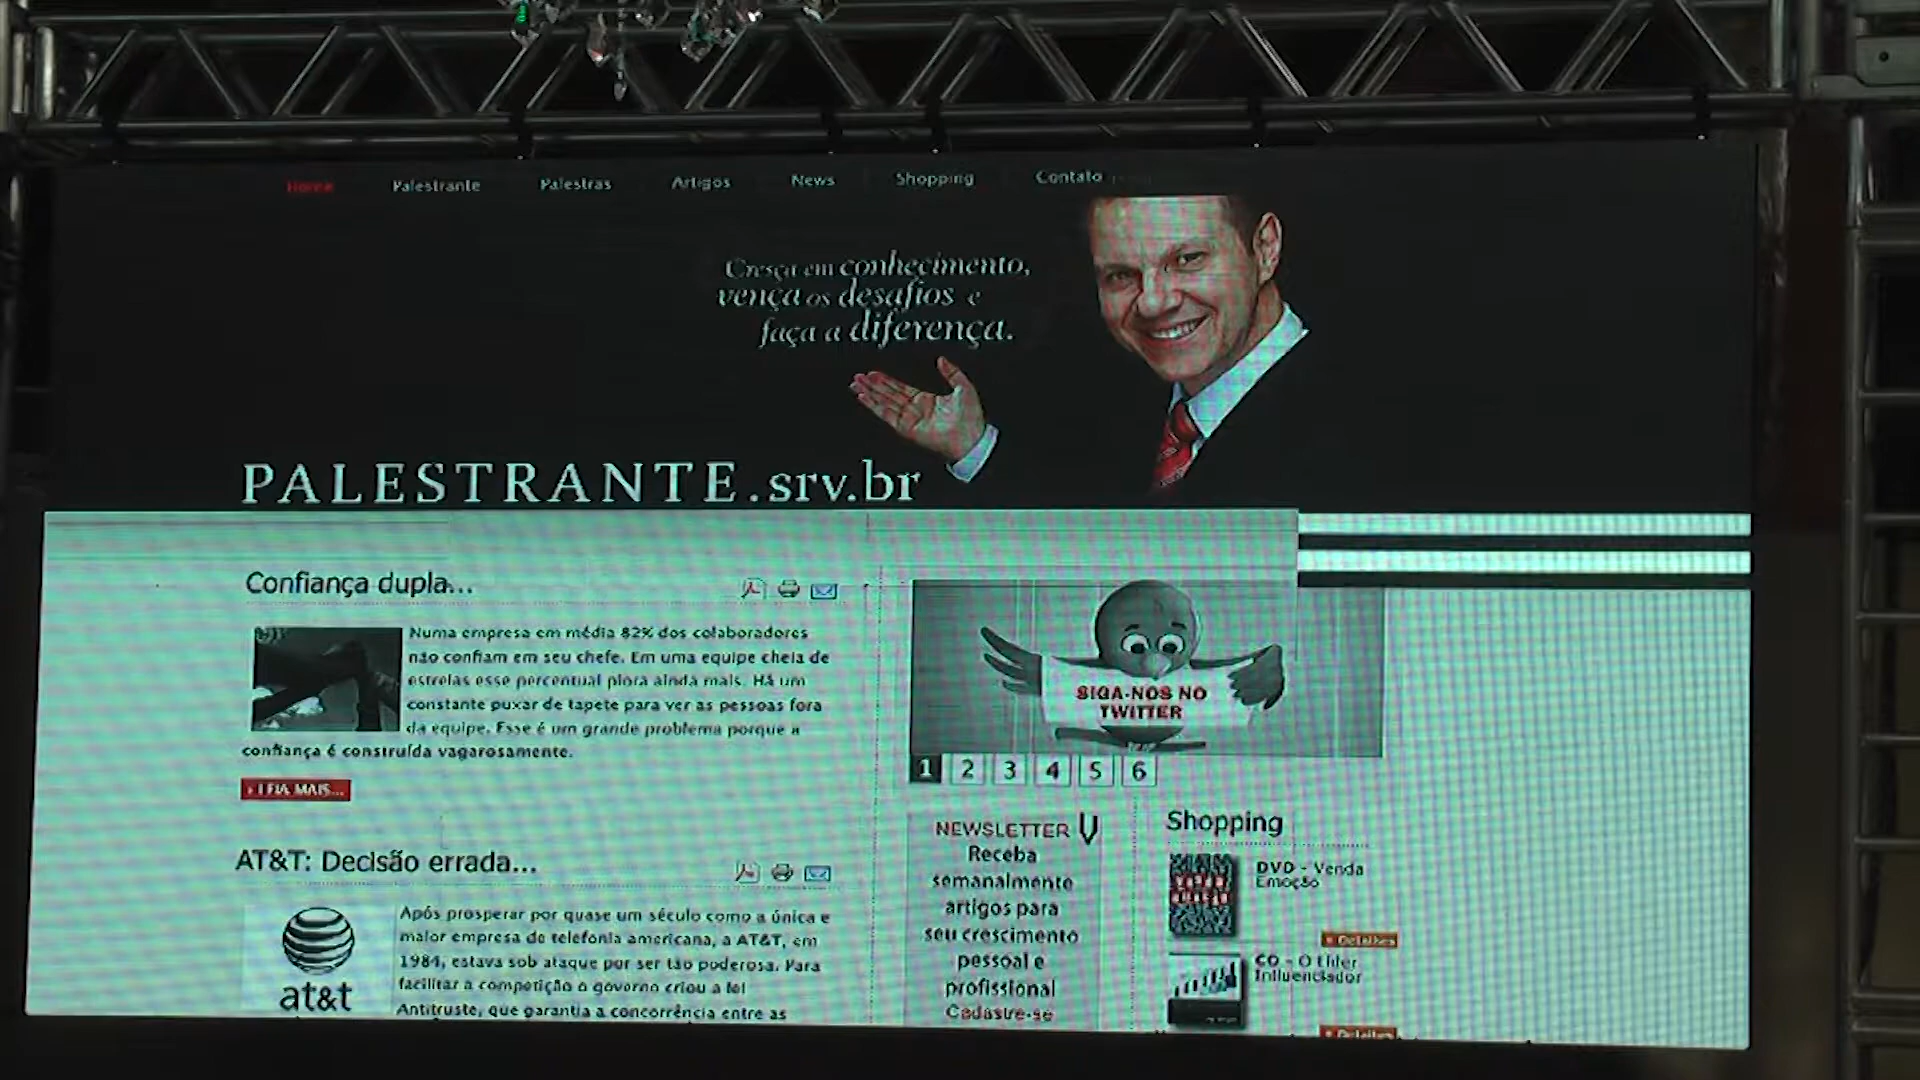 Home Palestrante Palestras Artigos News Shopping Contato
Cresça em conhecimento,
vença os desafios e
faça a diferença.
PALESTRANTE.srv.br
Confiança dupla...
Numa empresa em média 82% dos colaboradores
não confiam em seu chefe. Em uma equipe cheia de
estrelas esse percentual piora ainda mais. Há um
constante puxar de tapete para ver as pessoas fora
da equipe. Esse é um grande problema porque a
confiança é construída vagarosamente.
LEIA MAIS...
AT&T: Decisão errada...
Após prosperar por quase um século como a única e
maior empresa de telefonia americana, a AT&T, em
1984, estava sob ataque por ser tão poderosa. Para
facilitar a competição o governo criou a lei
Antitruste, que garantia a concorrência entre as
at&t
SIGA-NOS NO
TWITTER
1 2 3 4 5 6
NEWSLETTER
Receba
semanalmente
artigos para
seu crescimento
pessoal e
profissional
Cadastre-se
Shopping
DVD - Venda
Emoção
Detalhes
CD - O Líder
Influenciador
Detalhes